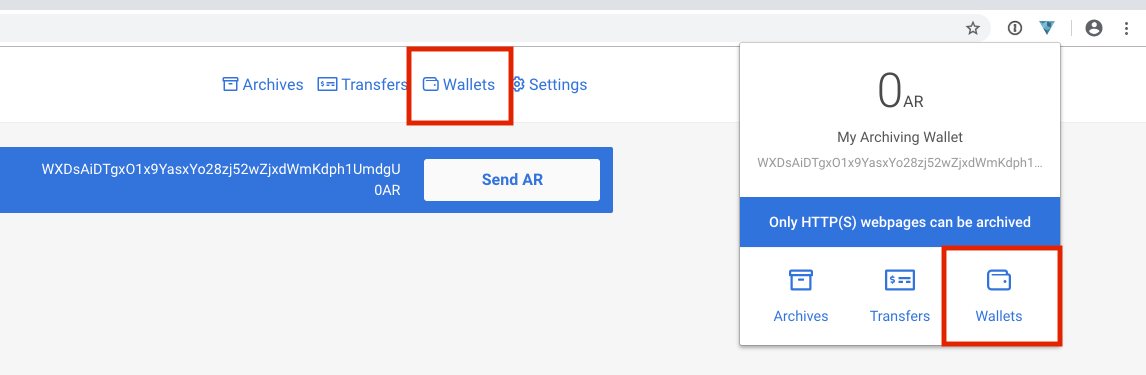 Archives
Transfers
Wallets
Settings
WXDsAiDTgxO1x9YasxYo28zj52wZjxdWmKdph1UmdgU
0AR
Send AR
0AR
My Archiving Wallet
WXDsAiDTgxO1x9YasxYo28zj52wZjxdWmKdph1...
Only HTTP(S) webpages can be archived
Archives
Transfers
Wallets